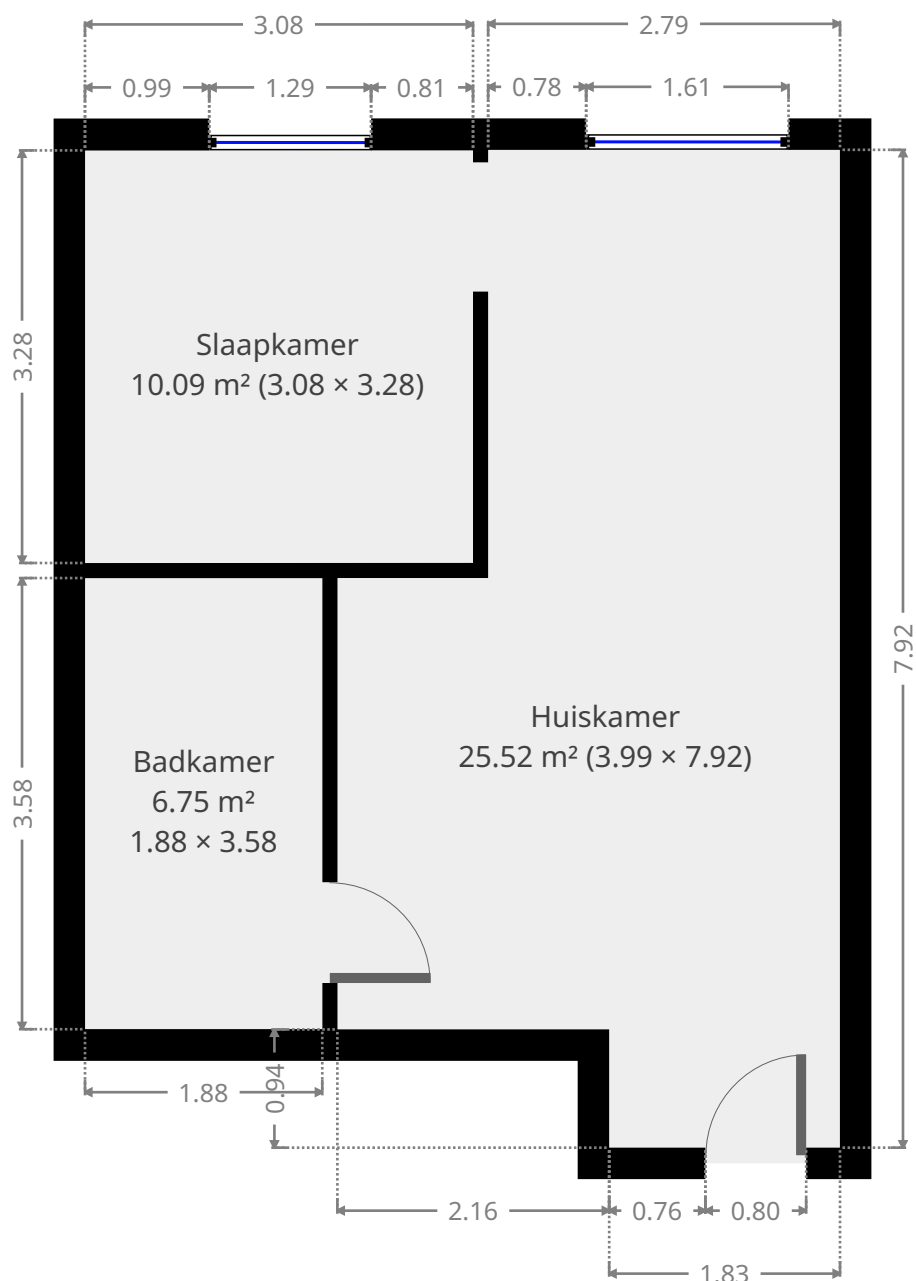 3.08
2.79
0.99
1.29
0.81
0.78
1.61
3.28
Slaapkamer
10.09 m² (3.08 × 3.28)
7.92
Huiskamer
25.52 m² (3.99 × 7.92)
Badkamer
6.75 m²
1.88 × 3.58
3.58
1.88
0.94
2.16
0.76
0.80
1.83